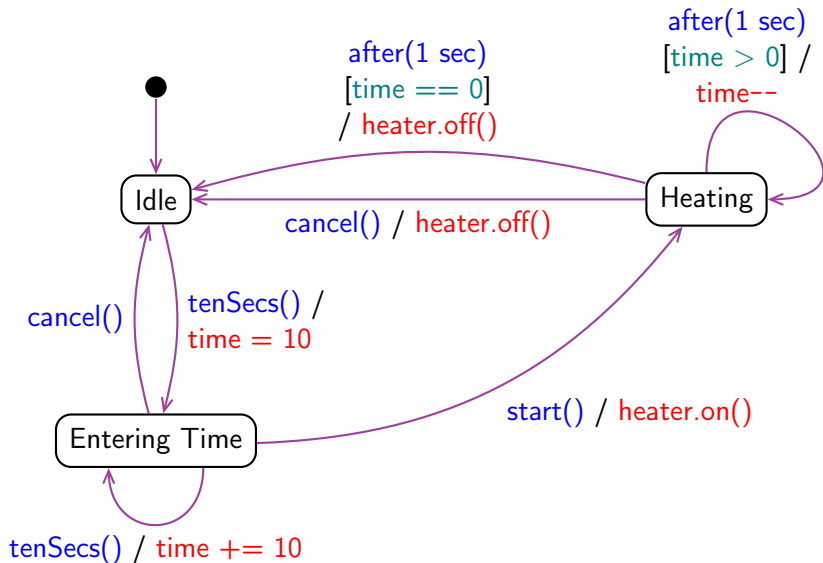 after(1 sec)
[time == 0]
/ heater.off()
after(1 sec)
[time > 0] /
time--
Idle
Heating
cancel() / heater.off()
cancel()
tenSecs() /
time = 10
start() / heater.on()
Entering Time
tenSecs() / time += 10